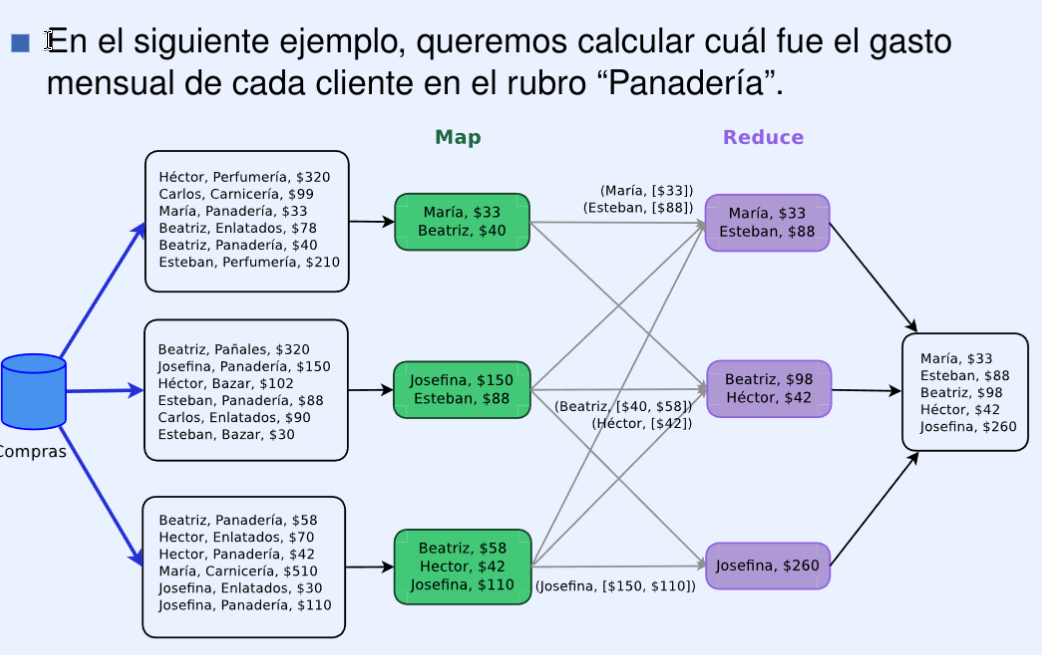 En el siguiente ejemplo, queremos calcular cuál fue el gasto
mensual de cada cliente en el rubro “Panadería”.
Map
Reduce
Héctor, Perfumería, $320
Carlos, Carnicería, $99
María, Panadería, $33
Beatriz, Enlatados, $78
Beatriz, Panadería, $40
Esteban, Perfumería, $210
María, $33
Beatriz, $40
(María, [$33])
(Esteban, [$88])
María, $33
Esteban, $88
Beatriz, Pañales, $320
Josefina, Panadería, $150
Héctor, Bazar, $102
Esteban, Panadería, $88
Carlos, Enlatados, $90
Esteban, Bazar, $30
Josefina, $150
Esteban, $88
(Beatriz, [$40, $58])
(Héctor, [$42])
Beatriz, $98
Héctor, $42
María, $33
Esteban, $88
Beatriz, $98
Héctor, $42
Josefina, $260
Compras
Beatriz, Panadería, $58
Hector, Enlatados, $70
Hector, Panadería, $42
María, Carnicería, $510
Josefina, Enlatados, $30
Josefina, Panadería, $110
Beatriz, $58
Hector, $42
Josefina, $110
(Josefina, [$150, $110])
Josefina, $260